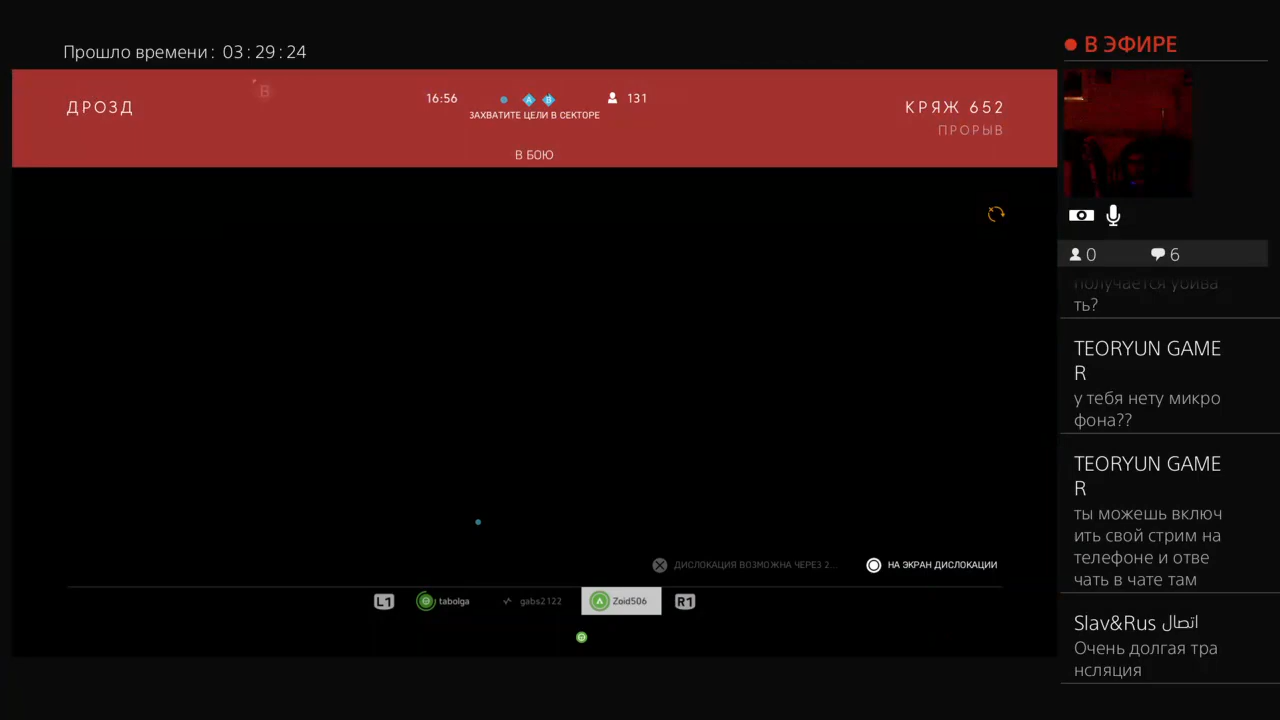 Прошло времени: 03:29:24
В ЭФИРЕ
ДРОЗД
B
16:56
A
B
131
ЗАХВАТИТЕ ЦЕЛИ В СЕКТОРЕ
КРЯЖ 652
ПРОРЫВ
В БОЮ
0
6
получается убива
ть?
TEORYUN GAME
R
у тебя нету микро
фона??
TEORYUN GAME
R
ты можешь включ
ить свой стрим на
телефоне и отве
чать в чате там
Slav&Rus اتصال
Очень долгая тра
нсляция
ДИСЛОКАЦИЯ ВОЗМОЖНА ЧЕРЕЗ 2...
НА ЭКРАН ДИСЛОКАЦИИ
L1
tabolga
gabs2122
Zoid506
R1